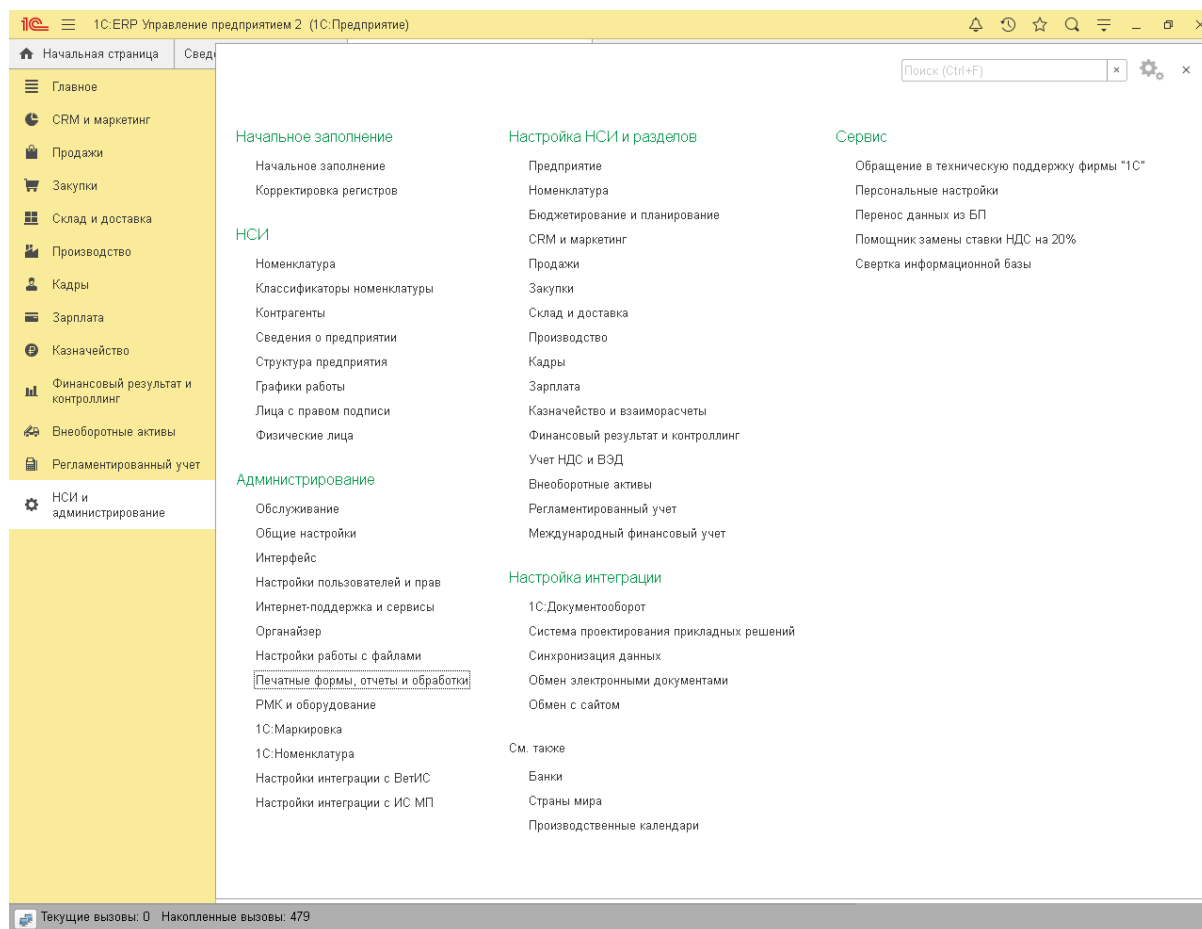 1С:ERP Управление предприятием 2 (1С:Предприятие)
Начальная страница
Свед
Поиск (Ctrl+F)
Главное
CRM и маркетинг
Продажи
Закупки
Склад и доставка
Производство
Кадры
Зарплата
Казначейство
Финансовый результат и
контроллинг
Внеоборотные активы
Регламентированный учет
НСИ и
администрирование
Начальное заполнение
Начальное заполнение
Корректировка регистров
НСИ
Номенклатура
Классификаторы номенклатуры
Контрагенты
Сведения о предприятии
Структура предприятия
Графики работы
Лица с правом подписи
Физические лица
Администрирование
Обслуживание
Общие настройки
Интерфейс
Настройки пользователей и прав
Интернет-поддержка и сервисы
Органайзер
Настройки работы с файлами
Печатные формы, отчеты и обработки
РМК и оборудование
1С:Маркировка
1С:Номенклатура
Настройки интеграции с ВетИС
Настройки интеграции с ИС МП
Настройка НСИ и разделов
Предприятие
Номенклатура
Бюджетирование и планирование
CRM и маркетинг
Продажи
Закупки
Склад и доставка
Производство
Кадры
Зарплата
Казначейство и взаиморасчеты
Финансовый результат и контроллинг
Учет НДС и ВЭД
Внеоборотные активы
Регламентированный учет
Международный финансовый учет
Настройка интеграции
1С:Документооборот
Система проектирования прикладных решений
Синхронизация данных
Обмен электронными документами
Обмен с сайтом
См. также
Банки
Страны мира
Производственные календари
Сервис
Обращение в техническую поддержку фирмы "1С"
Персональные настройки
Перенос данных из БП
Помощник замены ставки НДС на 20%
Свертка информационной базы
Текущие вызовы: 0 Накопленные вызовы: 479